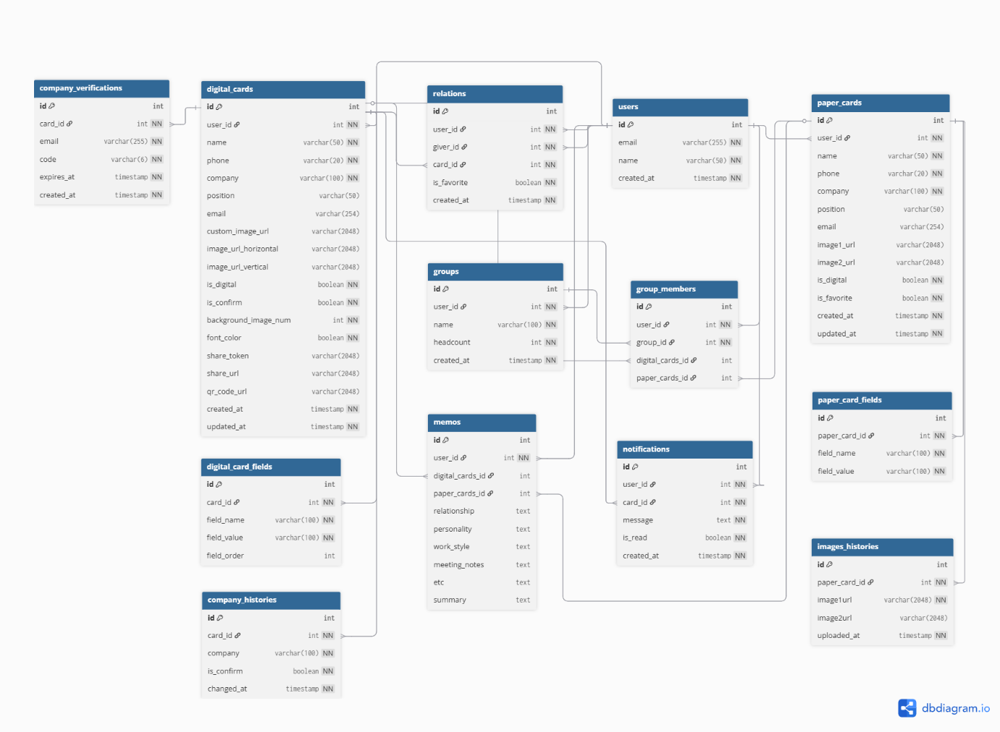 company_verifications
id int
card_id int NN
email varchar(255) NN
code varchar(6) NN
expires_at timestamp NN
created_at timestamp NN
digital_cards
id int
user_id int NN
name varchar(50) NN
phone varchar(20) NN
company varchar(100) NN
position varchar(50)
email varchar(254)
custom_image_url varchar(2048)
image_url_horizontal varchar(2048)
image_url_vertical varchar(2048)
is_digital boolean NN
is_confirm boolean NN
background_image_num int NN
font_color boolean NN
share_token varchar(2048)
share_url varchar(2048)
qr_code_url varchar(2048)
created_at timestamp NN
updated_at timestamp NN
digital_card_fields
id int
card_id int NN
field_name varchar(100) NN
field_value varchar(100) NN
field_order int
company_histories
id int
card_id int NN
company varchar(100) NN
is_confirm boolean NN
changed_at timestamp NN
relations
id int
user_id int NN
giver_id int NN
card_id int NN
is_favorite boolean NN
created_at timestamp NN
groups
id int
user_id int NN
name varchar(100) NN
headcount int NN
created_at timestamp NN
memos
id int
user_id int NN
digital_cards_id int
paper_cards_id int
relationship text
personality text
work_style text
meeting_notes text
etc text
summary text
users
id int
email varchar(255) NN
name varchar(50) NN
created_at timestamp NN
group_members
id int
user_id int NN
group_id int NN
digital_cards_id int
paper_cards_id int
notifications
id int
user_id int NN
card_id int NN
message text NN
is_read boolean NN
created_at timestamp NN
paper_cards
id int
user_id int NN
name varchar(50) NN
phone varchar(20) NN
company varchar(100) NN
position varchar(50)
email varchar(254)
image1_url varchar(2048)
image2_url varchar(2048)
is_digital boolean NN
is_favorite boolean NN
created_at timestamp NN
updated_at timestamp NN
paper_card_fields
id int
paper_card_id int NN
field_name varchar(100) NN
field_value varchar(100) NN
images_histories
id int
paper_card_id int NN
image1url varchar(2048) NN
image2url varchar(2048)
uploaded_at timestamp NN
dbdiagram.io